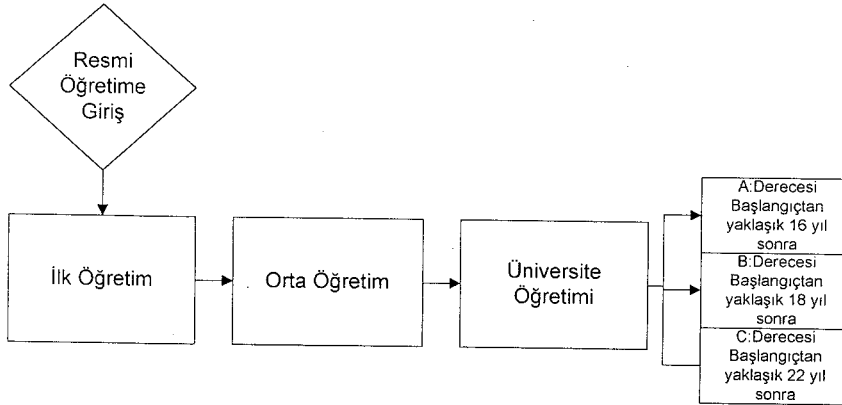 Resmi
Öğretime
Giriş
İlk Öğretim
Orta Öğretim
Üniversite
Öğretimi
A:Derecesi
Başlangıçtan
yaklaşık 16 yıl
sonra
B:Derecesi
Başlangıçtan
yaklaşık 18 yıl
sonra
C:Derecesi
Başlangıçtan
yaklaşık 22 yıl
sonra